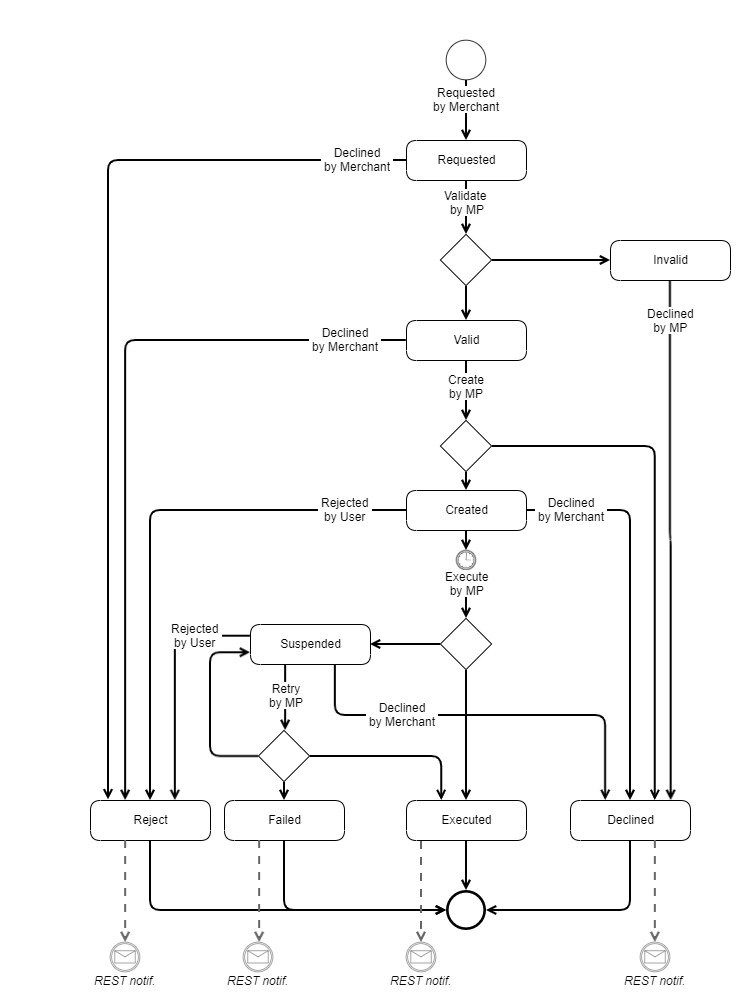 Requested
by Merchant
Declined
by Merchant
Requested
Validate
by MP
Invalid
Declined
by MP
Declined
by Merchant
Valid
Create
by MP
Rejected
by User
Created
Declined
by Merchant
Execute
by MP
Rejected
by User
Suspended
Retry
by MP
Declined
by Merchant
Reject
Failed
Executed
Declined
REST notif.
REST notif.
REST notif.
REST notif.